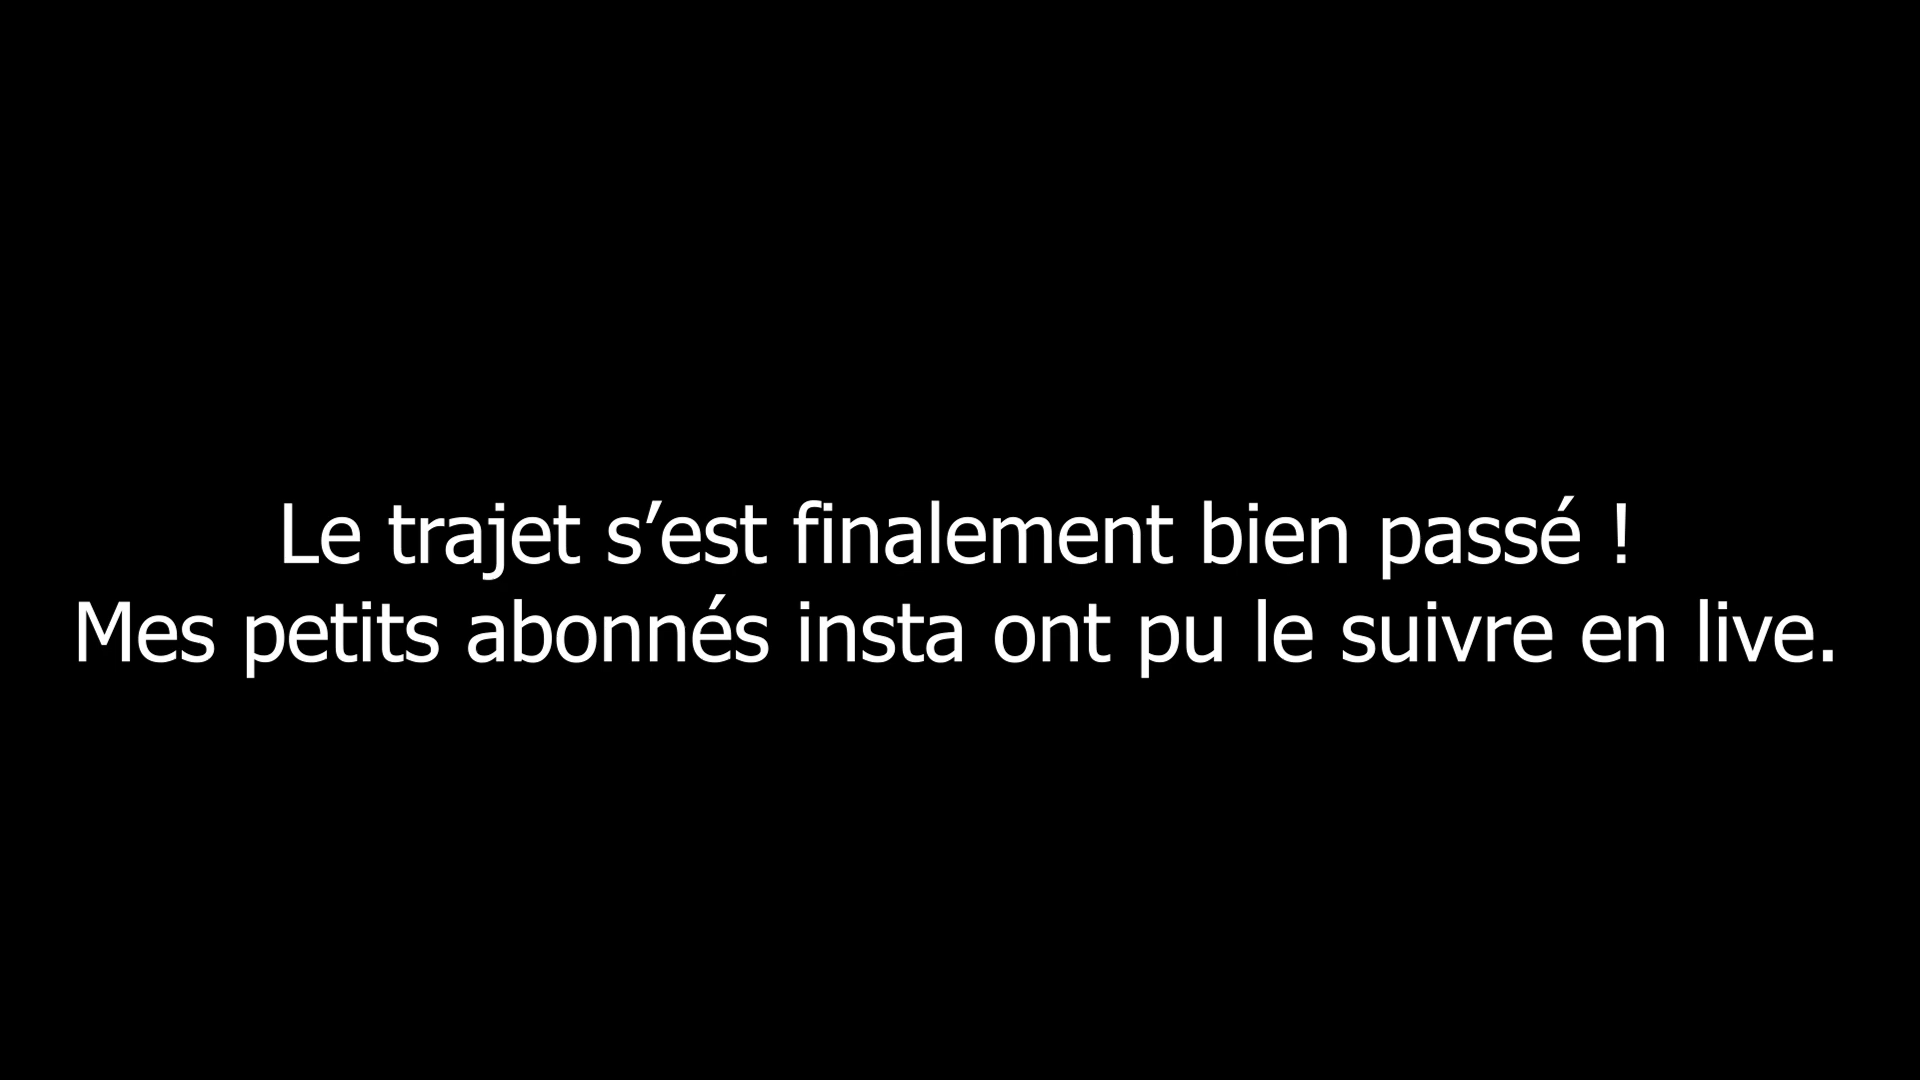 Le trajet s’est finalement bien passé !
Mes petits abonnés insta ont pu le suivre en live.